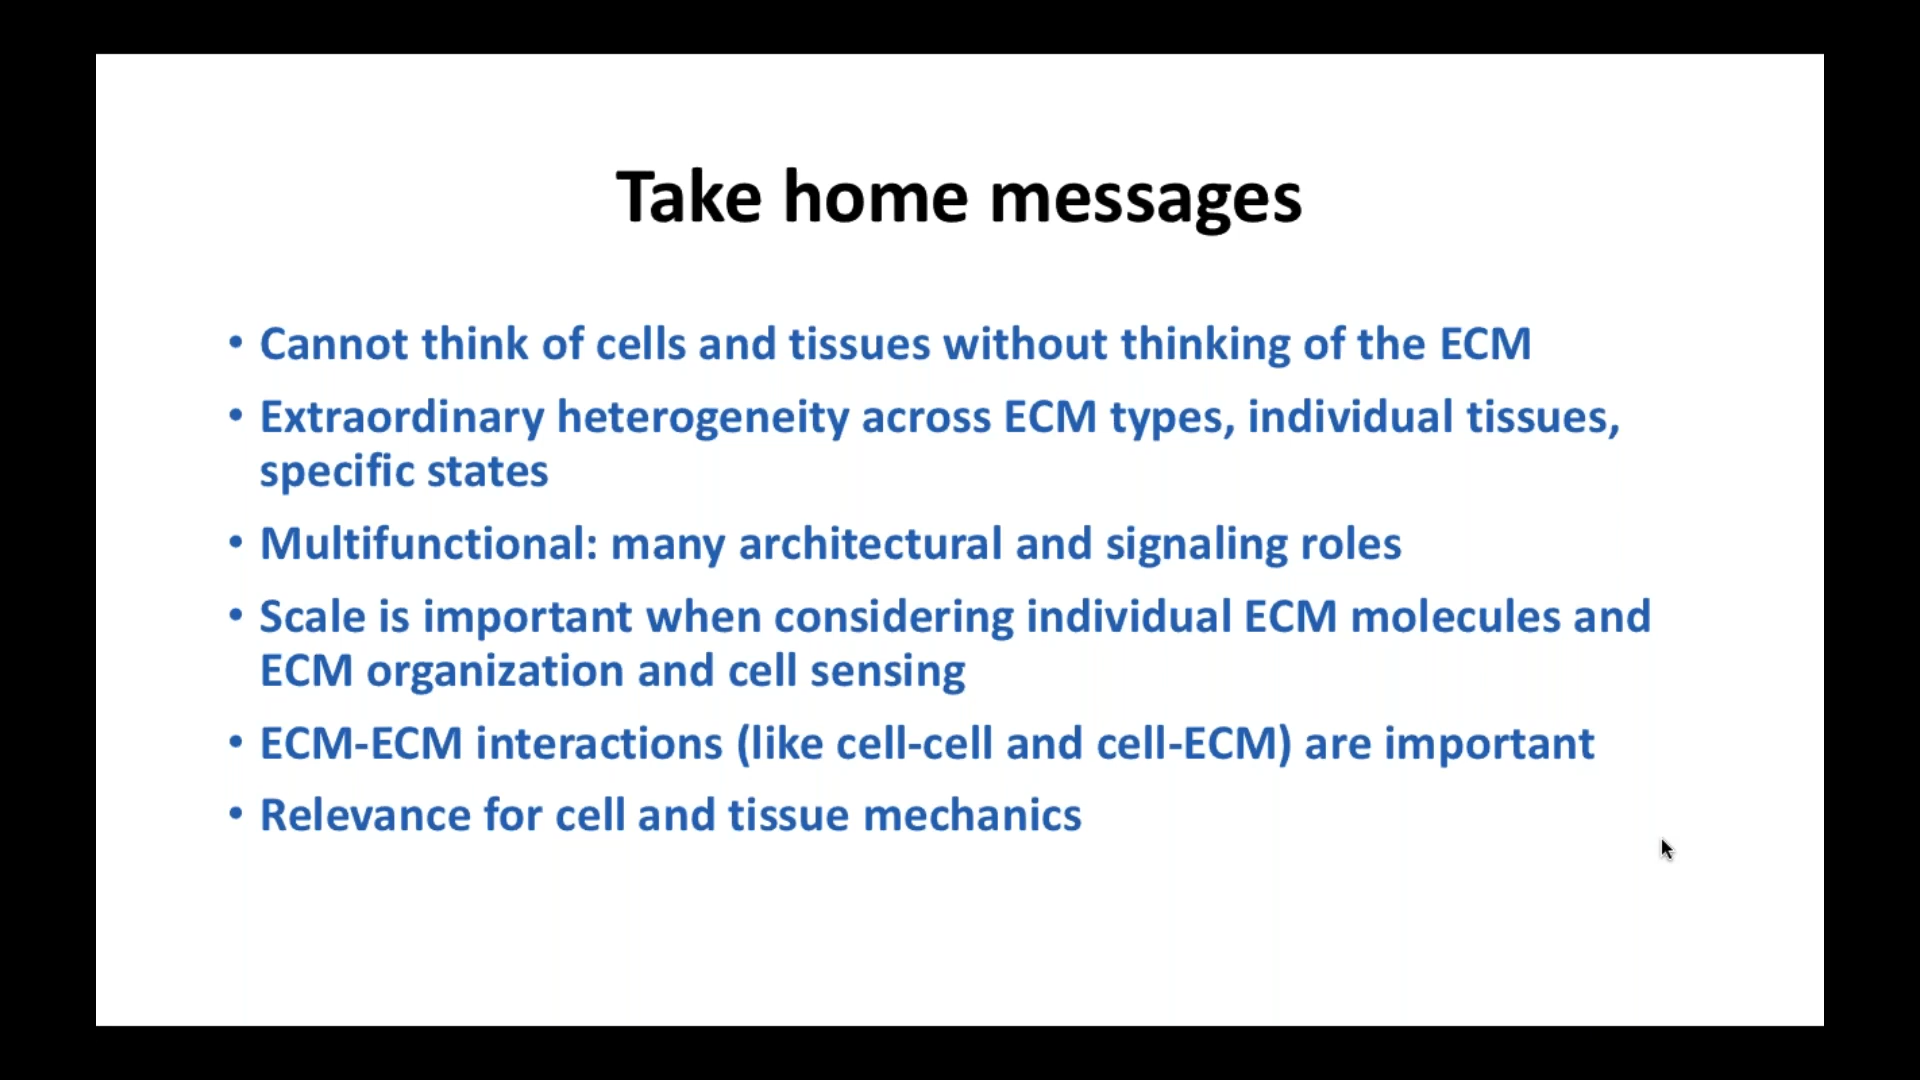 Take home messages
• Cannot think of cells and tissues without thinking of the ECM
• Extraordinary heterogeneity across ECM types, individual tissues,
specific states
• Multifunctional: many architectural and signaling roles
• Scale is important when considering individual ECM molecules and
ECM organization and cell sensing
• ECM-ECM interactions (like cell-cell and cell-ECM) are important
• Relevance for cell and tissue mechanics